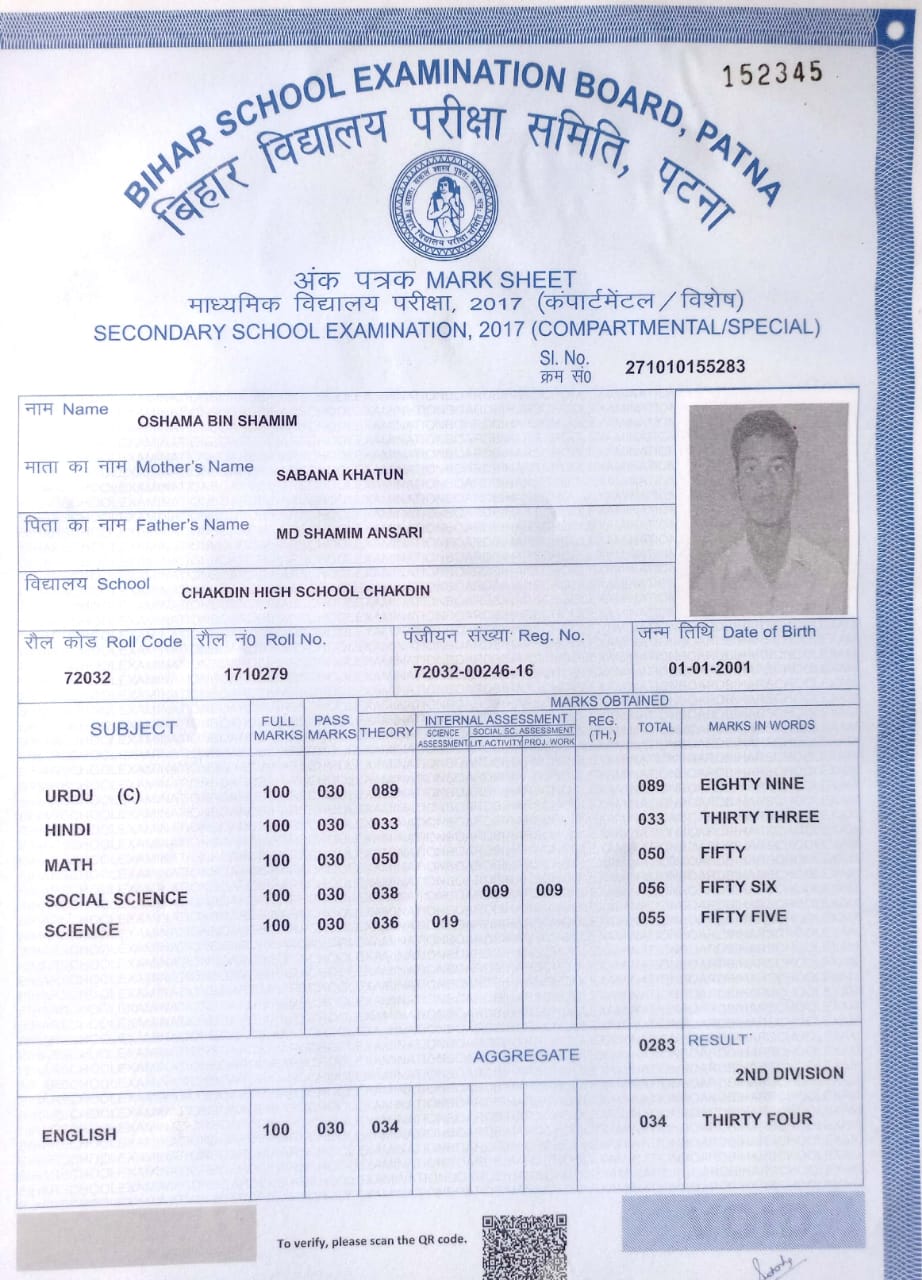 152345
BIHAR SCHOOL EXAMINATION BOARD, PATNA
बिहार विद्यालय परीक्षा समिति, पटना
अंक पत्रक MARK SHEET
माध्यमिक विद्यालय परीक्षा, 2017 (कंपार्टमेंटल / विशेष)
SECONDARY SCHOOL EXAMINATION, 2017 (COMPARTMENTAL/SPECIAL)
Sl. No.
क्रम सं0 271010155283
नाम Name
OSHAMA BIN SHAMIM
माता का नाम Mother's Name
SABANA KHATUN
पिता का नाम Father's Name
MD SHAMIM ANSARI
विद्यालय School
CHAKDIN HIGH SCHOOL CHAKDIN
रौल कोड Roll Code रौल नं0 Roll No. पंजीयन संख्या Reg. No. जन्म तिथि Date of Birth
72032 1710279 72032-00246-16 01-01-2001
MARKS OBTAINED
SUBJECT FULL MARKS PASS MARKS THEORY INTERNAL ASSESSMENT REG. (TH.) TOTAL MARKS IN WORDS
SCIENCE ASSESSMENT SOCIAL SC. ASSESSMENT
LIT ACTIVITY PROJ. WORK
URDU (C) 100 030 089 089 EIGHTY NINE
HINDI 100 030 033 033 THIRTY THREE
MATH 100 030 050 050 FIFTY
SOCIAL SCIENCE 100 030 038 009 009 056 FIFTY SIX
SCIENCE 100 030 036 019 055 FIFTY FIVE
AGGREGATE 0283 RESULT
2ND DIVISION
ENGLISH 100 030 034 034 THIRTY FOUR
To verify, please scan the QR code.
VOID